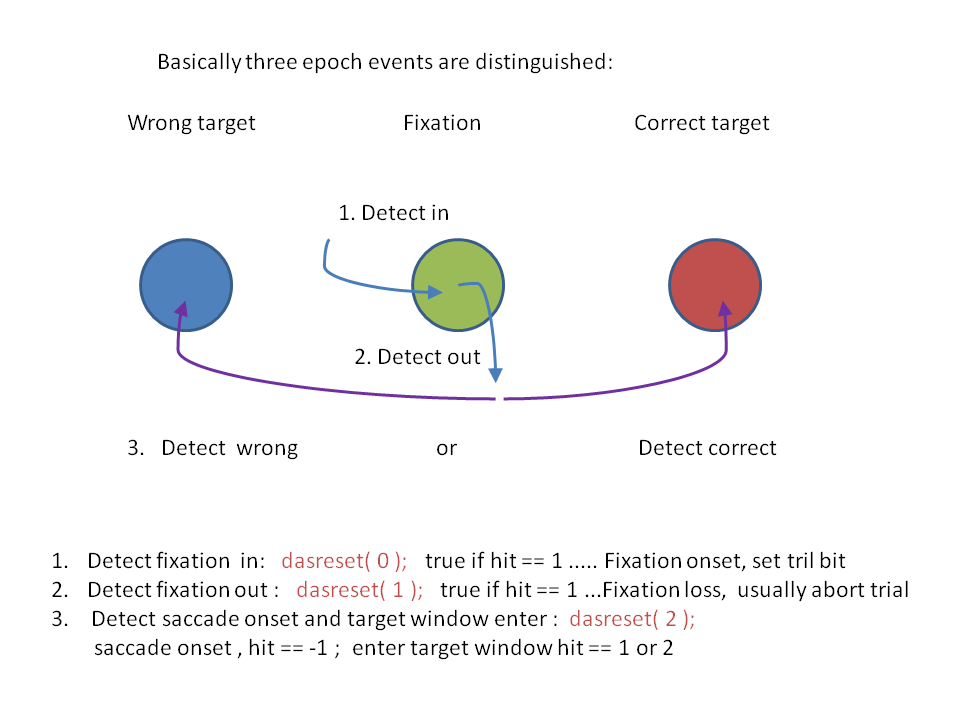 Basically three epoch events are distinguished:
Wrong target Fixation Correct target
1. Detect in
2. Detect out
3. Detect wrong or Detect correct
1. Detect fixation in: dasreset( 0 ); true if hit == 1 ..... Fixation onset, set tril bit
2. Detect fixation out : dasreset( 1 ); true if hit == 1 ...Fixation loss, usually abort trial
3. Detect saccade onset and target window enter : dasreset( 2 );
saccade onset , hit == -1 ; enter target window hit == 1 or 2